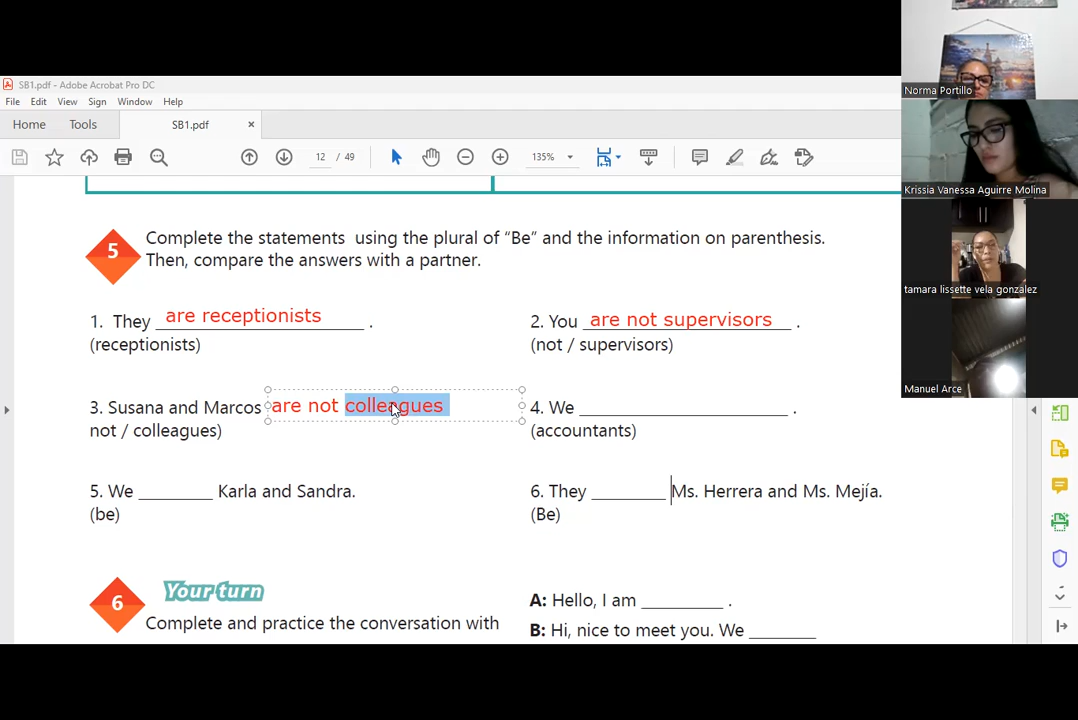 SB1.pdf - Adobe Acrobat Pro DC
File Edit View Sign Window Help
Home Tools SB1.pdf ×
12 / 49 135%
5 Complete the statements using the plural of “Be” and the information on parenthesis.
Then, compare the answers with a partner.
1. They are receptionists .
(receptionists)
2. You are not supervisors .
(not / supervisors)
3. Susana and Marcos are not colleagues
not / colleagues)
4. We ____________________ .
(accountants)
5. We _______ Karla and Sandra.
(be)
6. They _______ Ms. Herrera and Ms. Mejía.
(Be)
6 Your turn
Complete and practice the conversation with
A: Hello, I am ________ .
B: Hi, nice to meet you. We _______
Norma Portillo
Krissia Vanessa Aguirre Molina
tamara lissette vela gonzalez
Manuel Arce